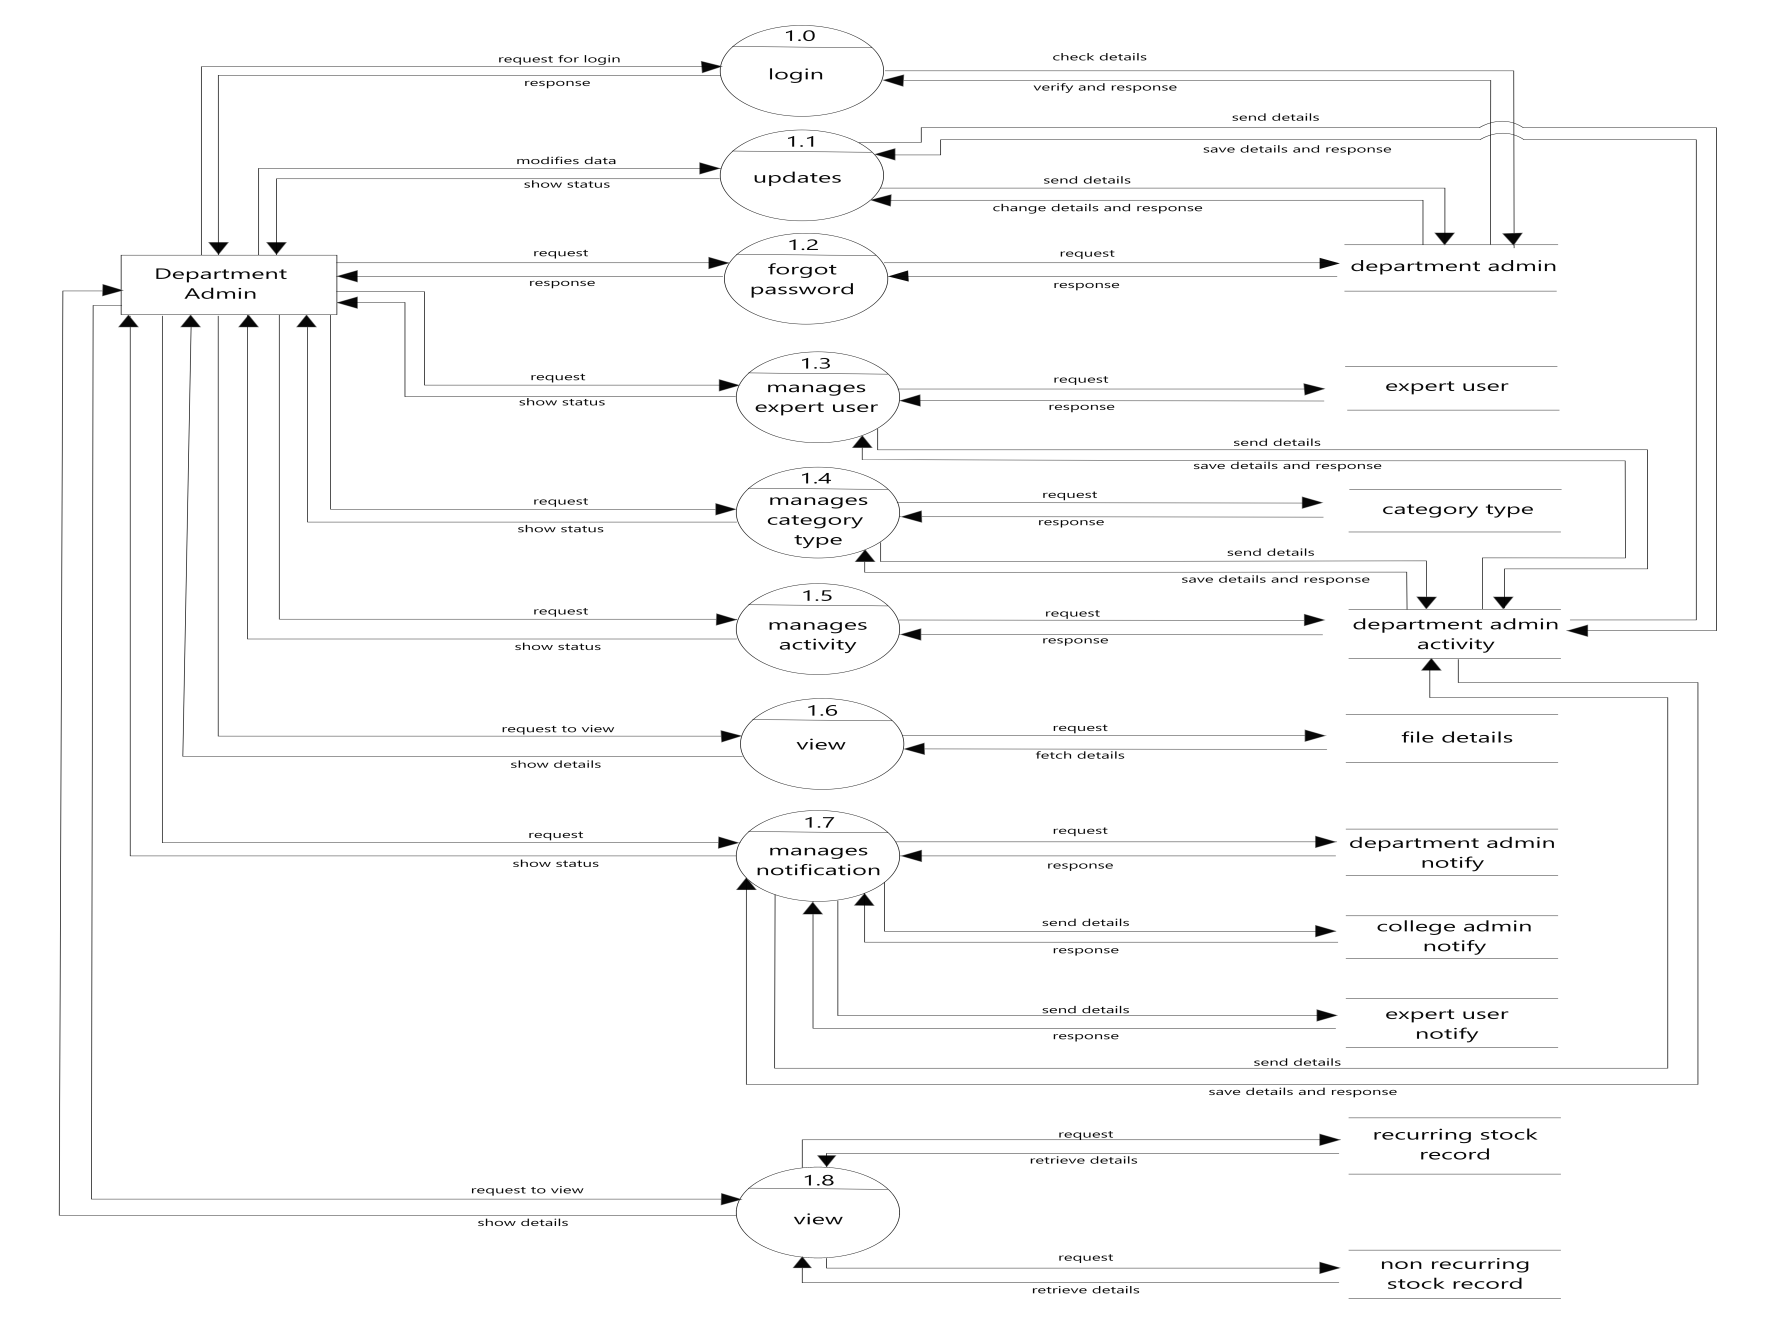 1.0
login
request for login
response
check details
verify and response
send details
save details and response
1.1
updates
modifies data
show status
send details
change details and response
1.2
forgot
password
request
response
request
response
department admin
Department
Admin
1.3
manages
expert user
request
show status
request
response
expert user
send details
save details and response
1.4
manages
category
type
request
show status
request
response
category type
send details
save details and response
1.5
manages
activity
request
show status
request
response
department admin
activity
1.6
view
request to view
show details
request
fetch details
file details
1.7
manages
notification
request
show status
request
response
department admin
notify
send details
response
college admin
notify
send details
response
expert user
notify
send details
save details and response
request
retrieve details
recurring stock
record
1.8
view
request to view
show details
request
retrieve details
non recurring
stock record